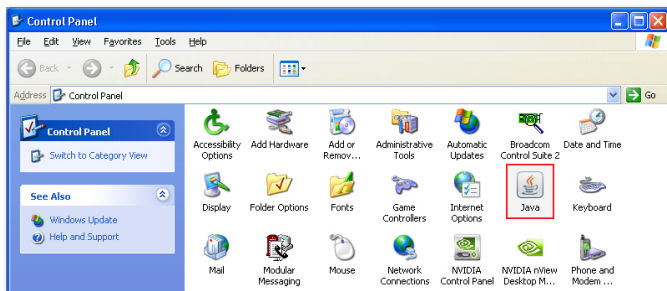 Control Panel
File Edit View Favorites Tools Help
Back Search Folders
Address Control Panel Go
Control Panel
Switch to Category View
See Also
Windows Update
Help and Support
Accessibility Options
Add Hardware
Add or Remov...
Administrative Tools
Automatic Updates
Broadcom Control Suite 2
Date and Time
Display
Folder Options
Fonts
Game Controllers
Internet Options
Java
Keyboard
Mail
Modular Messaging
Mouse
Network Connections
NVIDIA Control Panel
NVIDIA nView Desktop M...
Phone and Modem ...